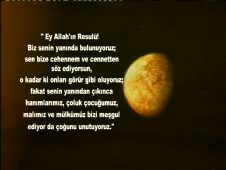 " Ey Allah'ın Resulü!
Biz senin yanında bulunuyoruz;
sen bize cehennem ve cennetten
söz ediyorsun,
o kadar ki onları görür gibi oluyoruz;
fakat senin yanından çıkınca
hanımlarımız, çoluk çocuğumuz,
malımız ve mülkümüz bizi meşgul
ediyor da çoğunu unutuyoruz."